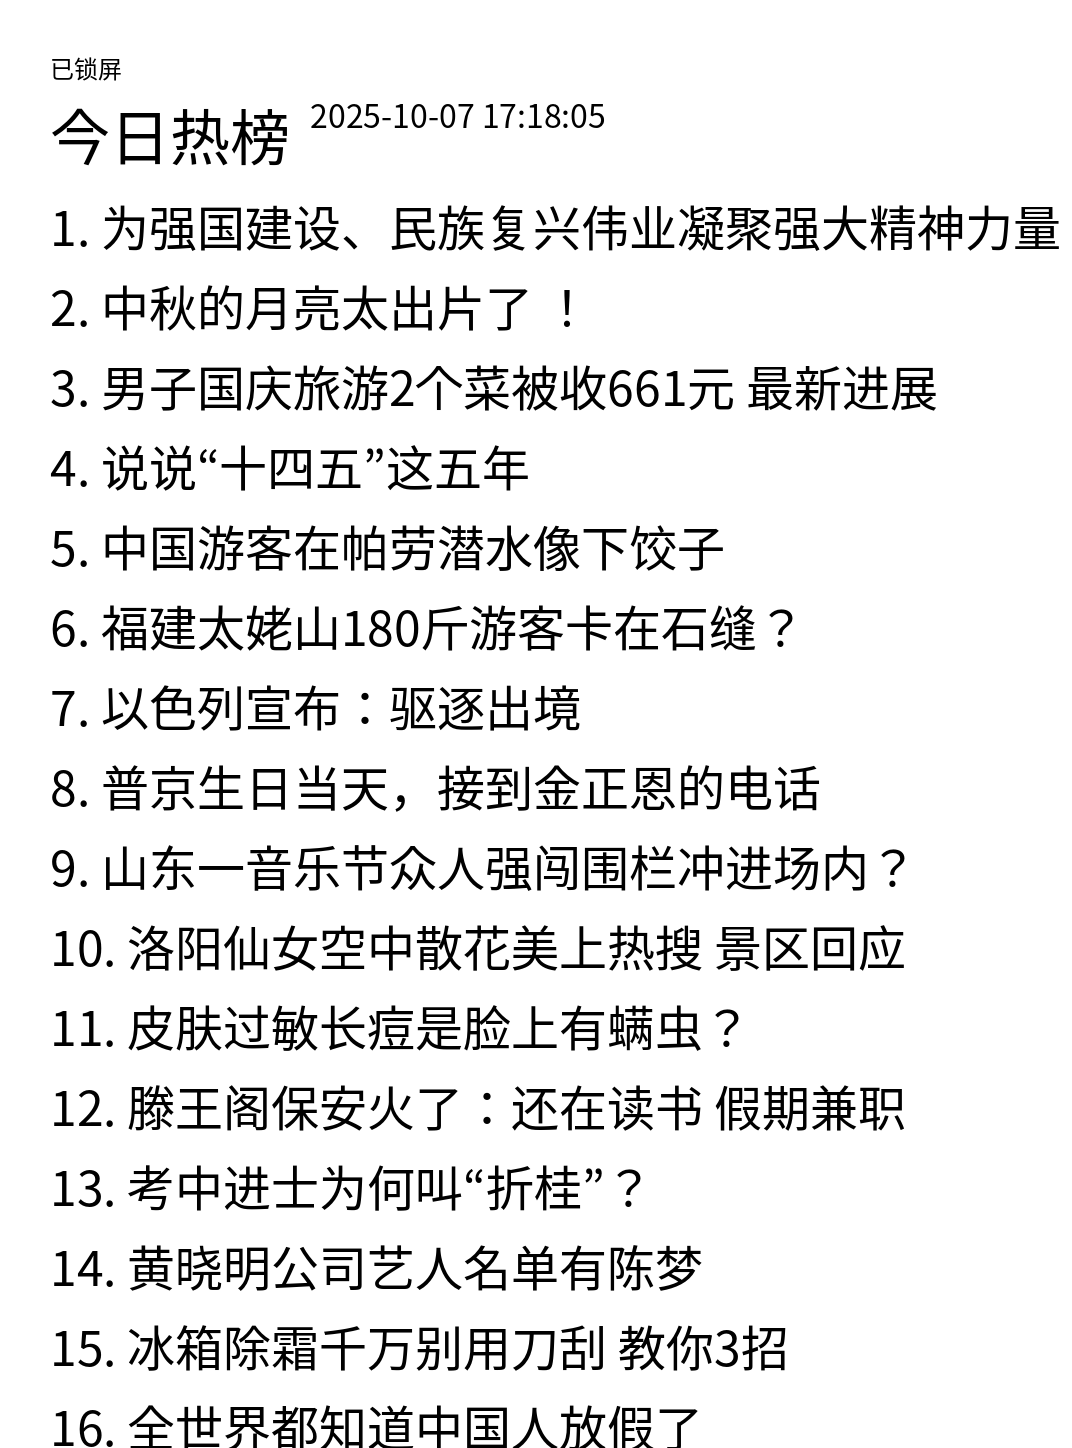 已锁屏
今日热榜 2025-10-07 17:18:05
1. 为强国建设、民族复兴伟业凝聚强大精神力量
2. 中秋的月亮太出片了 ！
3. 男子国庆旅游2个菜被收661元 最新进展
4. 说说“十四五”这五年
5. 中国游客在帕劳潜水像下饺子
6. 福建太姥山180斤游客卡在石缝？
7. 以色列宣布：驱逐出境
8. 普京生日当天，接到金正恩的电话
9. 山东一音乐节众人强闯围栏冲进场内？
10. 洛阳仙女空中散花美上热搜 景区回应
11. 皮肤过敏长痘是脸上有螨虫？
12. 滕王阁保安火了：还在读书 假期兼职
13. 考中进士为何叫“折桂”？
14. 黄晓明公司艺人名单有陈梦
15. 冰箱除霜千万别用刀刮 教你3招
16. 全世界都知道中国人放假了